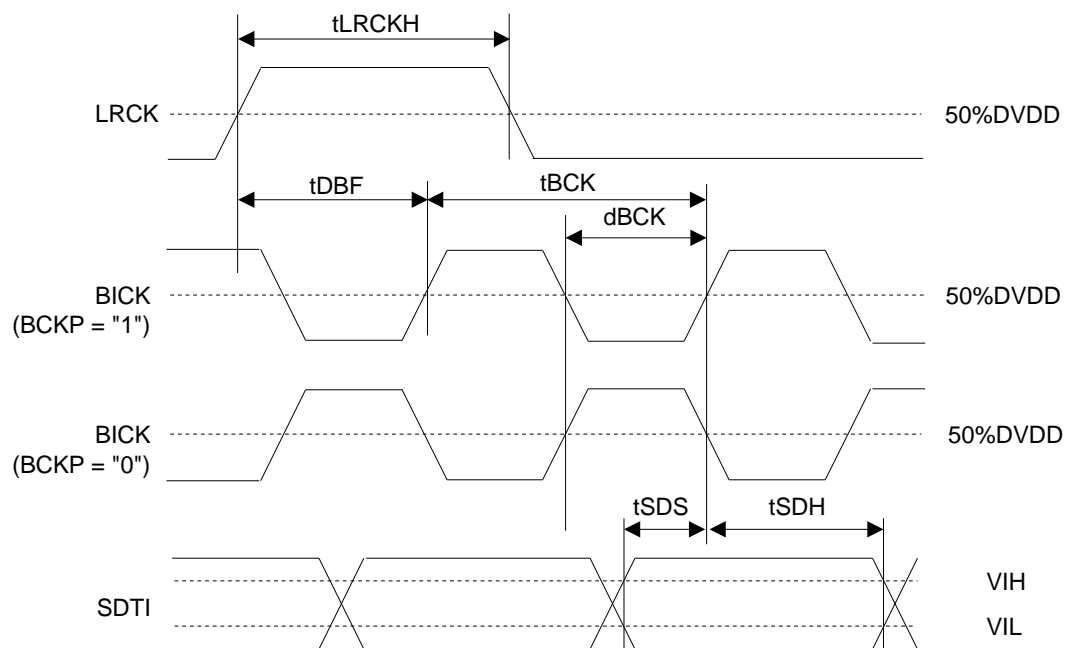 tLRCKH
LRCK
50%DVDD
tDBF
tBCK
dBCK
BICK
(BCKP = "1")
50%DVDD
BICK
(BCKP = "0")
50%DVDD
tSDS
tSDH
SDTI
VIH
VIL